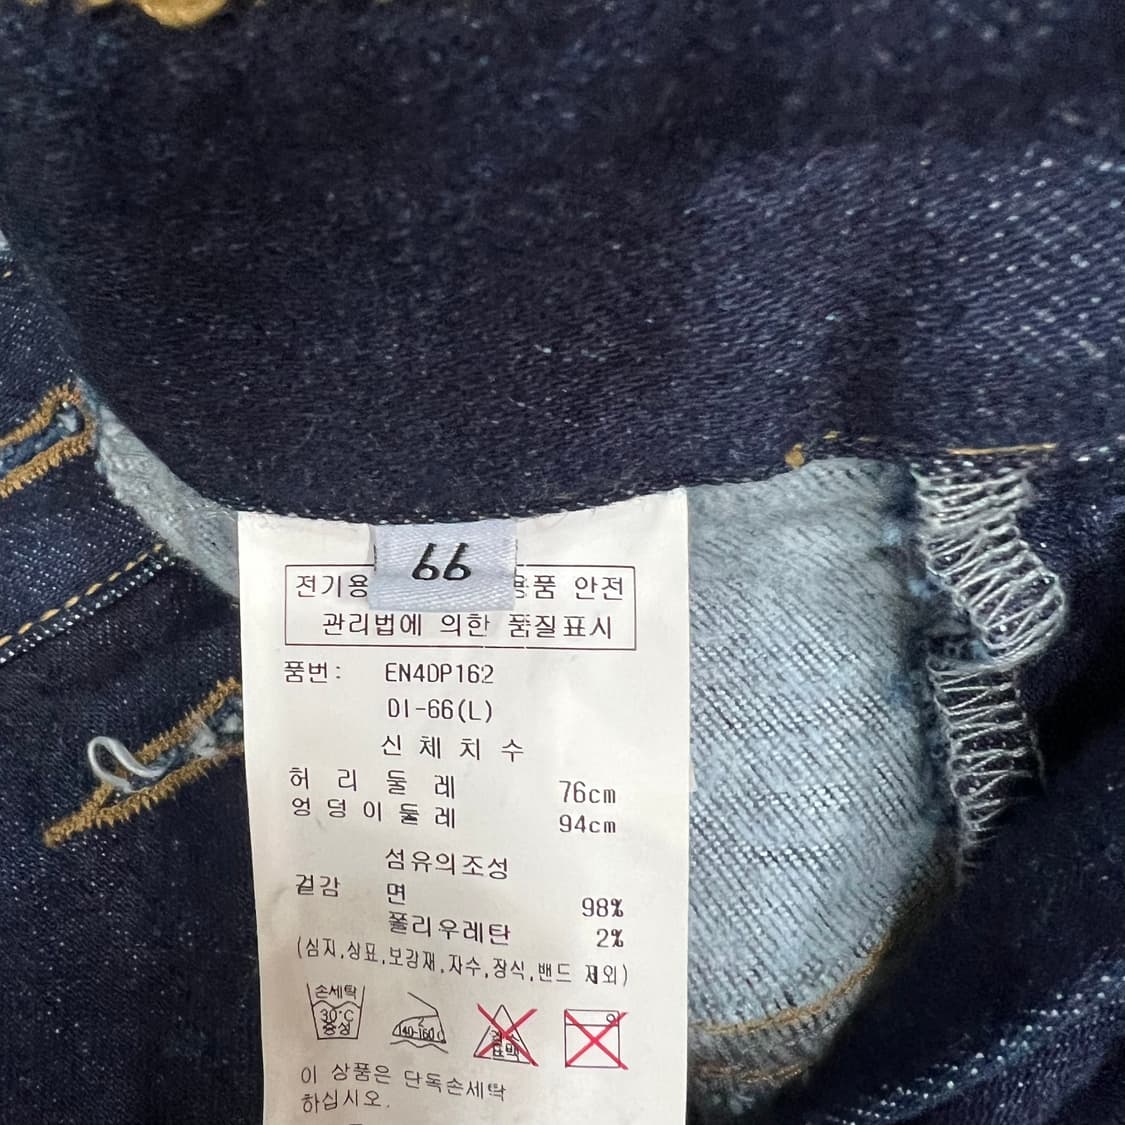 66
전기용 용품 안전
관리법에 의한 품질표시
품번: EN4DP162
DI-66(L)
신체치수
허리둘레 76cm
엉덩이둘레 94cm
섬유의조성
겉감 면 98%
폴리우레탄 2%
(심지,상표,보강재,자수,장식,밴드 제외)
손세탁
30°C
중성
140-160℃
표백
이 상품은 단독손세탁
하십시오.